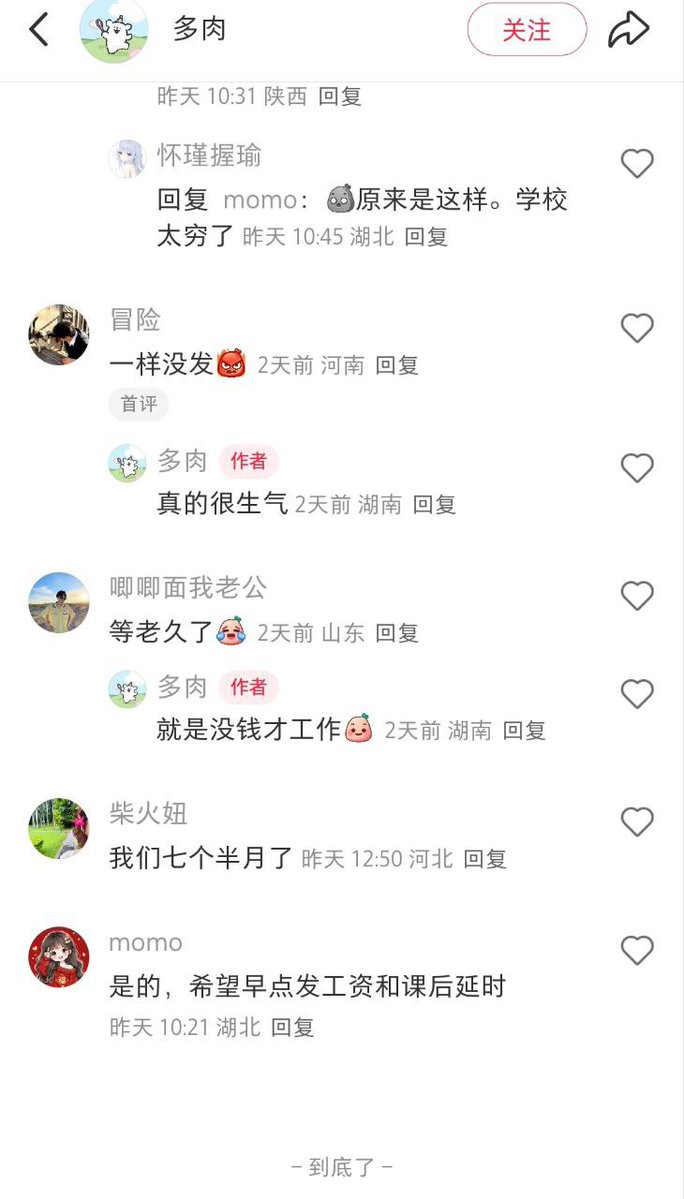 多肉
关注
昨天 10:31 陕西 回复
怀瑾握瑜
回复 momo：原来是这样。学校
太穷了 昨天 10:45 湖北 回复
冒险
一样没发 2天前 河南 回复
首评
多肉 作者
真的很生气 2天前 湖南 回复
唧唧面我老公
等老久了 2天前 山东 回复
多肉 作者
就是没钱才工作 2天前 湖南 回复
柴火妞
我们七个半月了 昨天 12:50 河北 回复
momo
是的，希望早点发工资和课后延时
昨天 10:21 湖北 回复
- 到底了 -